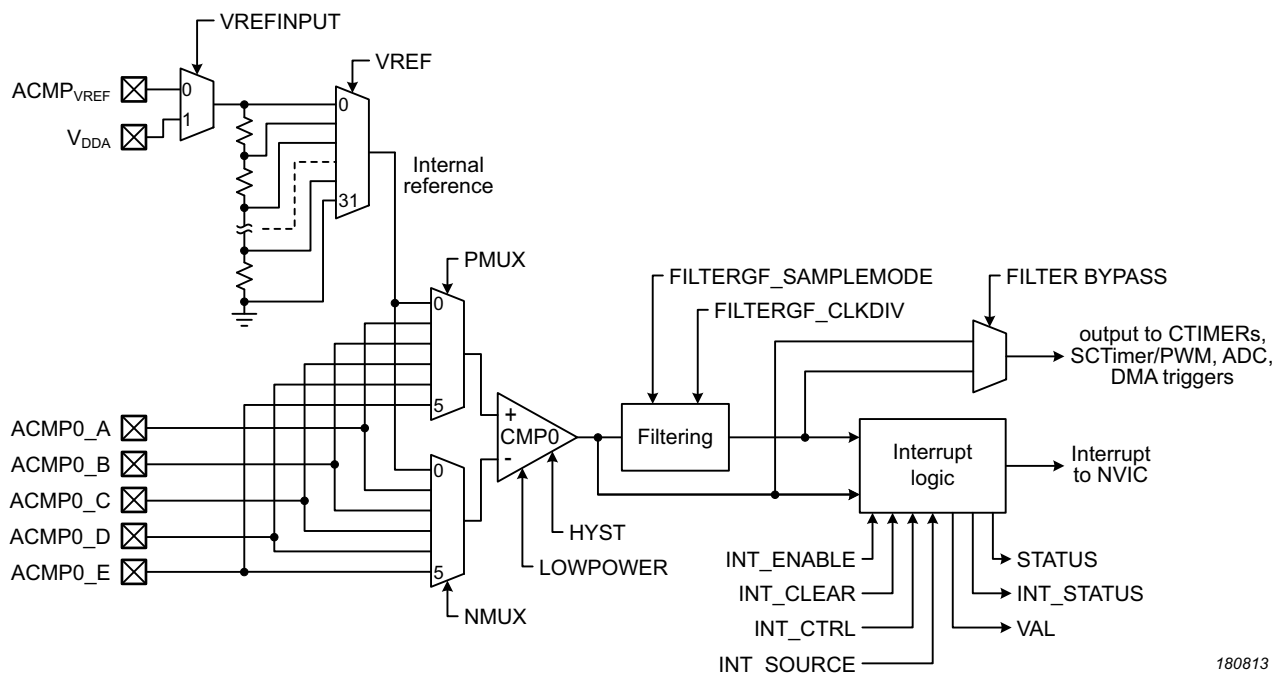 VREFINPUT
VREF
ACMPVREF
0
VDDA
1
0
31
Internal
reference
PMUX
0
5
FILTERGF_SAMPLEMODE
FILTERGF_CLKDIV
FILTER BYPASS
output to CTIMERs,
SCTimer/PWM, ADC,
DMA triggers
ACMP0_A
ACMP0_B
ACMP0_C
ACMP0_D
ACMP0_E
+
CMP0
-
Filtering
Interrupt
logic
Interrupt
to NVIC
0
5
NMUX
HYST
LOWPOWER
INT_ENABLE
INT_CLEAR
INT_CTRL
INT_SOURCE
STATUS
INT_STATUS
VAL
180813